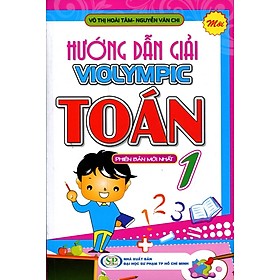 VÕ THỊ HOÀI TÂM-NGUYỄN VĂN CHI
Mới
HƯỚNG DẪN GIẢI
VIOLYMPIC
TOÁN
PHIÊN BẢN MỚI NHẤT
1
1 2 3
NHÀ XUẤT BẢN
ĐẠI HỌC SƯ PHẠM TP HỒ CHÍ MINH